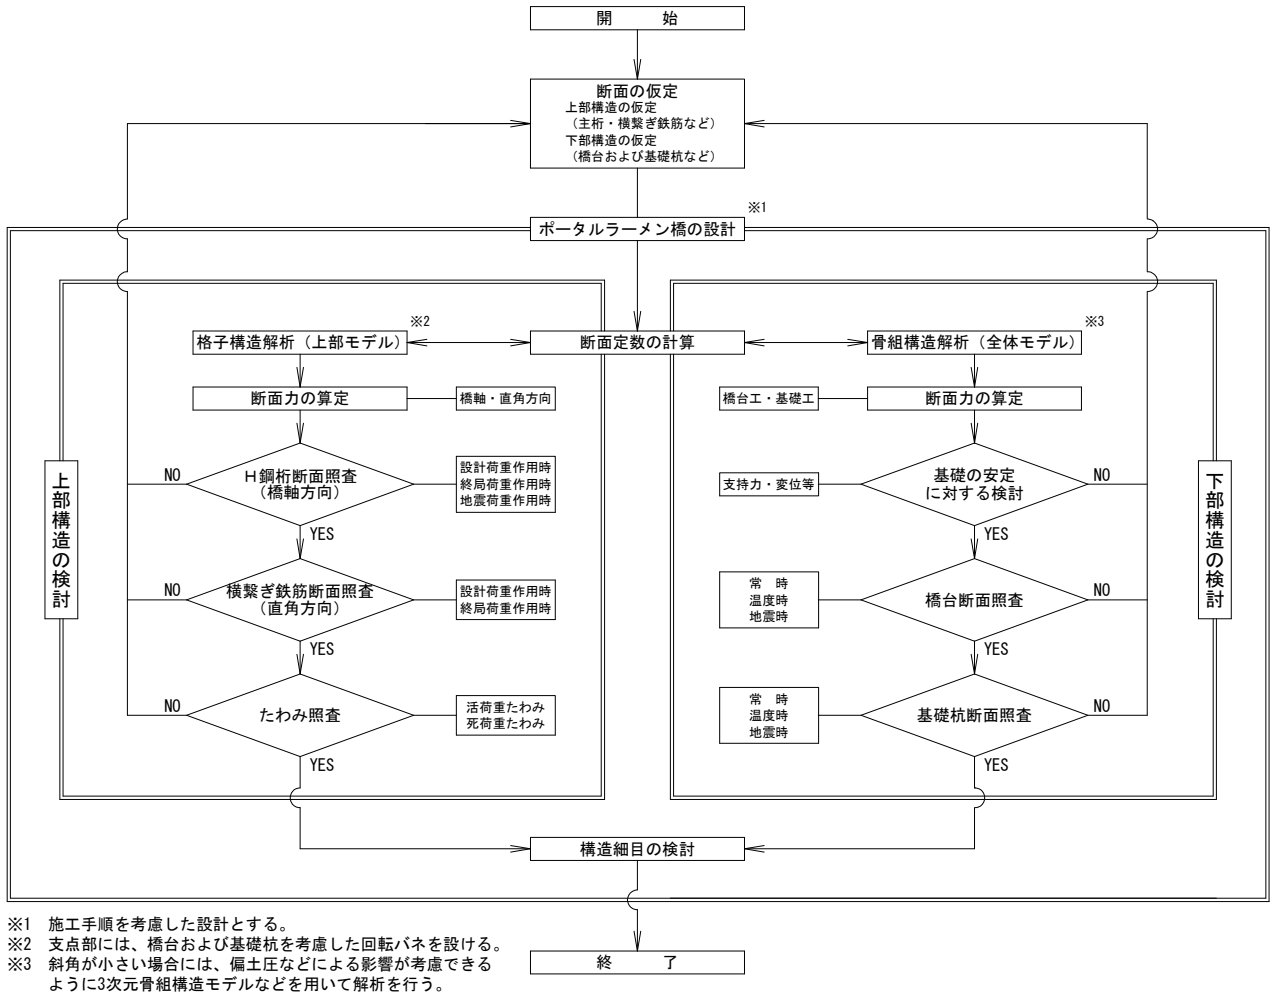 開　　　始
断面の仮定
上部構造の仮定
（主桁・横繋ぎ鉄筋など）
下部構造の仮定
（橋台および基礎杭など）
※1
ポータルラーメン橋の設計
※2
格子構造解析（上部モデル）
断面定数の計算
※3
骨組構造解析（全体モデル）
断面力の算定
橋軸・直角方向
橋台工・基礎工
断面力の算定
上部構造の検討
NO
H鋼桁断面照査
（橋軸方向）
設計荷重作用時
終局荷重作用時
地震荷重作用時
YES
NO
横繋ぎ鉄筋断面照査
（直角方向）
設計荷重作用時
終局荷重作用時
YES
NO
たわみ照査
活荷重たわみ
死荷重たわみ
YES
支持力・変位等
基礎の安定
に対する検討
NO
YES
常　時
温度時
地震時
橋台断面照査
NO
YES
常　時
温度時
地震時
基礎杭断面照査
NO
YES
下部構造の検討
構造細目の検討
終　　　了
※1　施工手順を考慮した設計とする。
※2　支点部には、橋台および基礎杭を考慮した回転バネを設ける。
※3　斜角が小さい場合には、偏土圧などによる影響が考慮できる
ように3次元骨組構造モデルなどを用いて解析を行う。